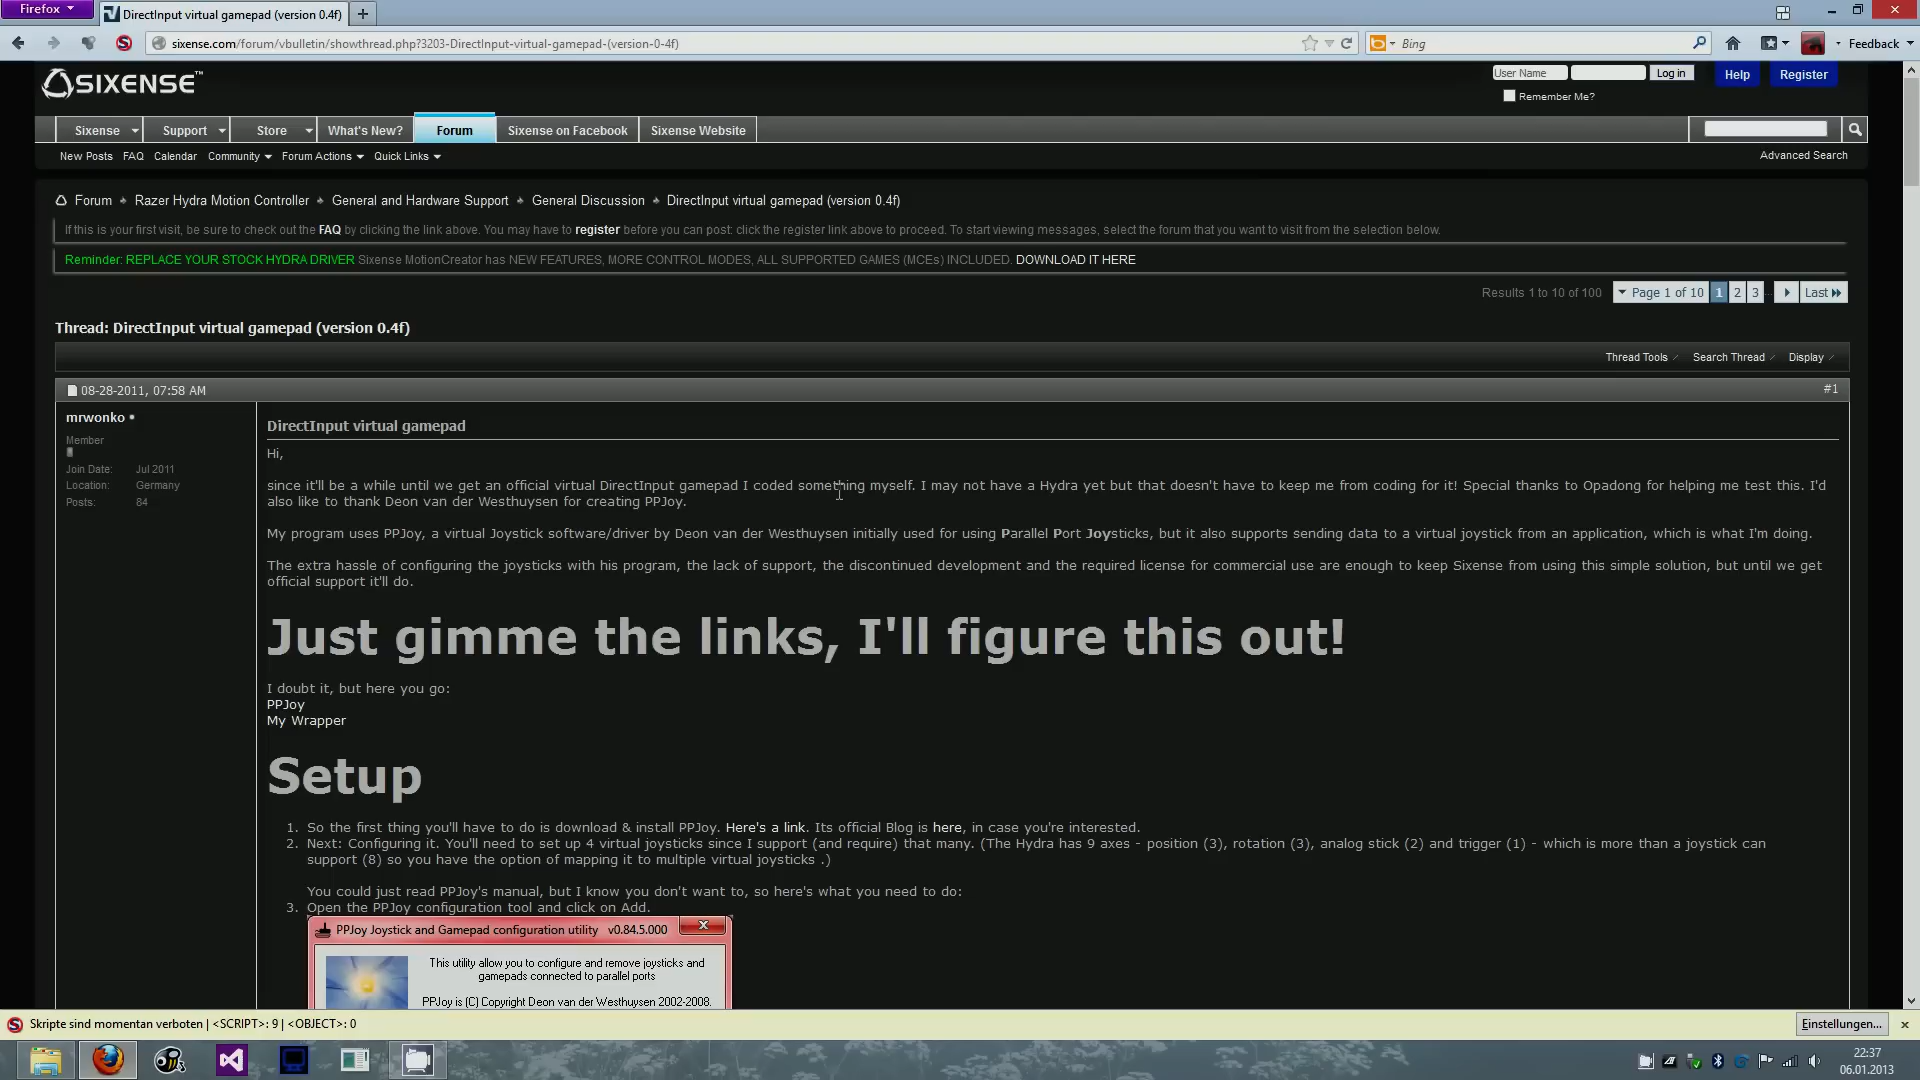 Firefox
DirectInput virtual gamepad (version 0.4f)
sixense.com/forum/vbulletin/showthread.php?3203-DirectInput-virtual-gamepad-(version-0-4f)
Bing
Feedback
SIXENSE™
User Name
Log in
Help
Register
Remember Me?
Sixense
Support
Store
What's New?
Forum
Sixense on Facebook
Sixense Website
New Posts
FAQ
Calendar
Community
Forum Actions
Quick Links
Advanced Search
Forum
Razer Hydra Motion Controller
General and Hardware Support
General Discussion
DirectInput virtual gamepad (version 0.4f)
If this is your first visit, be sure to check out the FAQ by clicking the link above. You may have to register before you can post: click the register link above to proceed. To start viewing messages, select the forum that you want to visit from the selection below.
Reminder: REPLACE YOUR STOCK HYDRA DRIVER Sixense MotionCreator has NEW FEATURES, MORE CONTROL MODES, ALL SUPPORTED GAMES (MCEs) INCLUDED. DOWNLOAD IT HERE
Results 1 to 10 of 100
Page 1 of 10
1
2
3
...
Last
Thread: DirectInput virtual gamepad (version 0.4f)
Thread Tools
Search Thread
Display
08-28-2011, 07:58 AM
#1
mrwonko
Member
Join Date: Jul 2011
Location: Germany
Posts: 84
DirectInput virtual gamepad
Hi,
since it'll be a while until we get an official virtual DirectInput gamepad I coded something myself. I may not have a Hydra yet but that doesn't have to keep me from coding for it! Special thanks to Opadong for helping me test this. I'd
also like to thank Deon van der Westhuysen for creating PPJoy.
My program uses PPJoy, a virtual Joystick software/driver by Deon van der Westhuysen initially used for using Parallel Port Joysticks, but it also supports sending data to a virtual joystick from an application, which is what I'm doing.
The extra hassle of configuring the joysticks with his program, the lack of support, the discontinued development and the required license for commercial use are enough to keep Sixense from using this simple solution, but until we get
official support it'll do.
Just gimme the links, I'll figure this out!
I doubt it, but here you go:
PPJoy
My Wrapper
Setup
1. So the first thing you'll have to do is download & install PPJoy. Here's a link. Its official Blog is here, in case you're interested.
2. Next: Configuring it. You'll need to set up 4 virtual joysticks since I support (and require) that many. (The Hydra has 9 axes - position (3), rotation (3), analog stick (2) and trigger (1) - which is more than a joystick can
support (8) so you have the option of mapping it to multiple virtual joysticks .)
You could just read PPJoy's manual, but I know you don't want to, so here's what you need to do:
3. Open the PPJoy configuration tool and click on Add.
PPJoy Joystick and Gamepad configuration utility v0.84.5.000
This utility allow you to configure and remove joysticks and
gamepads connected to parallel ports
PPJoy is (C) Copyright Deon van der Westhuysen 2002-2008.
Skripte sind momentan verboten | <SCRIPT>: 9 | <OBJECT>: 0
Einstellungen...
22:37
06.01.2013